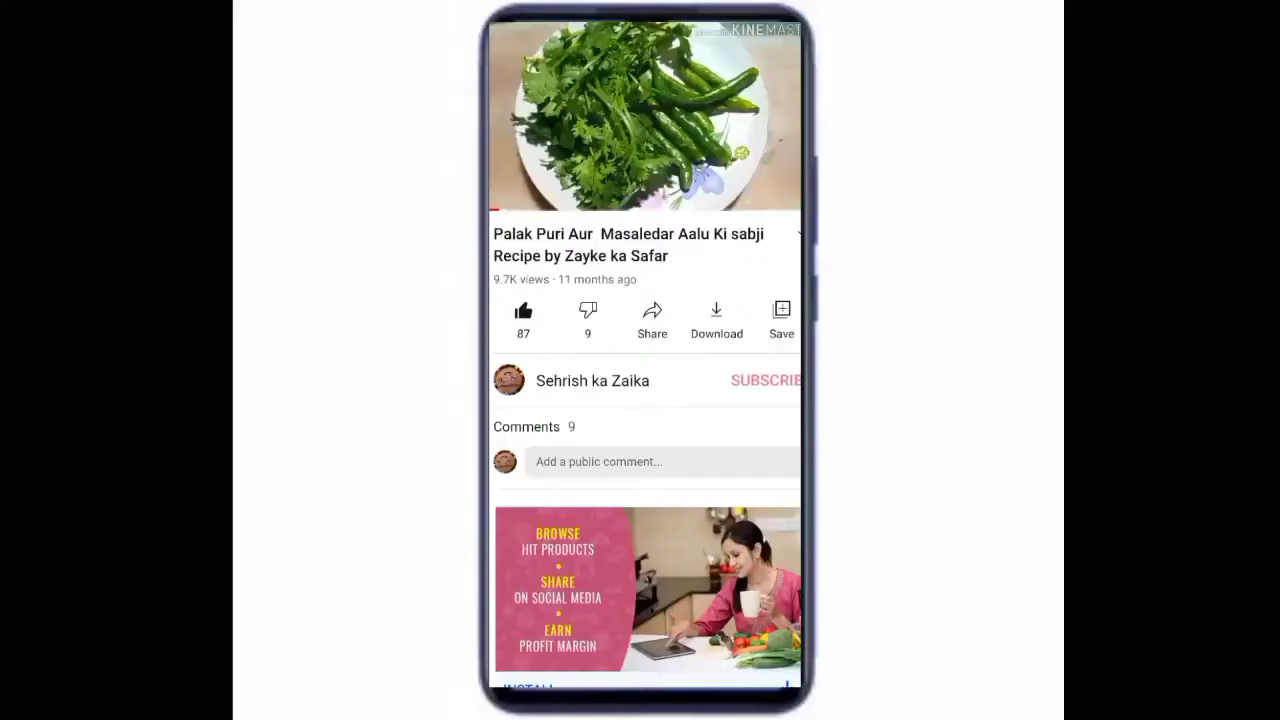 KINEMAST
Palak Puri Aur Masaledar Aalu Ki sabji
Recipe by Zayke ka Safar
9.7K views · 11 months ago
87
9
Share
Download
Save
Sehrish ka Zaika
SUBSCRIBE
Comments 9
Add a public comment...
BROWSE
HIT PRODUCTS
SHARE
ON SOCIAL MEDIA
EARN
PROFIT MARGIN
INSTALL